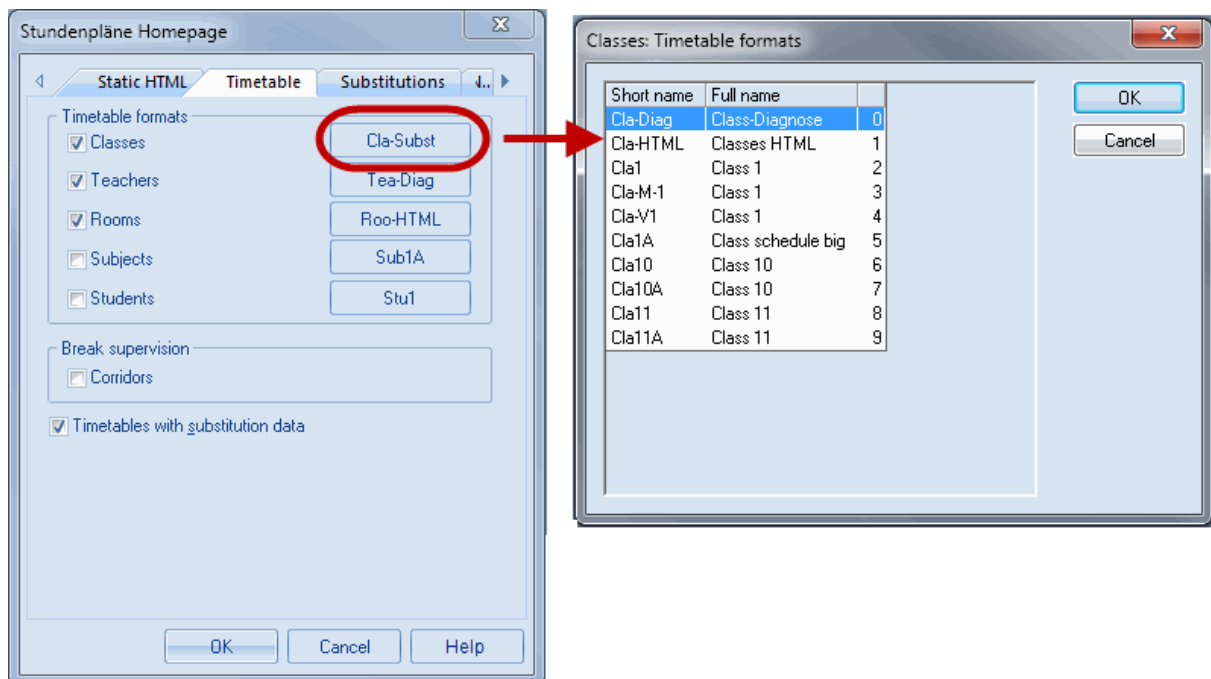 Stundenpläne Homepage
Static HTML Timetable Substitutions
Timetable formats
Classes Cla-Subst
Teachers Tea-Diag
Rooms Roo-HTML
Subjects Sub1A
Students Stu1
Break supervision
Corridors
Timetables with substitution data
OK Cancel Help
Classes: Timetable formats
Short name Full name
Cla-Diag Class-Diagnose 0
Cla-HTML Classes HTML 1
Cla1 Class 1 2
Cla-M-1 Class 1 3
Cla-V1 Class 1 4
Cla1A Class schedule big 5
Cla10 Class 10 6
Cla10A Class 10 7
Cla11 Class 11 8
Cla11A Class 11 9
OK
Cancel